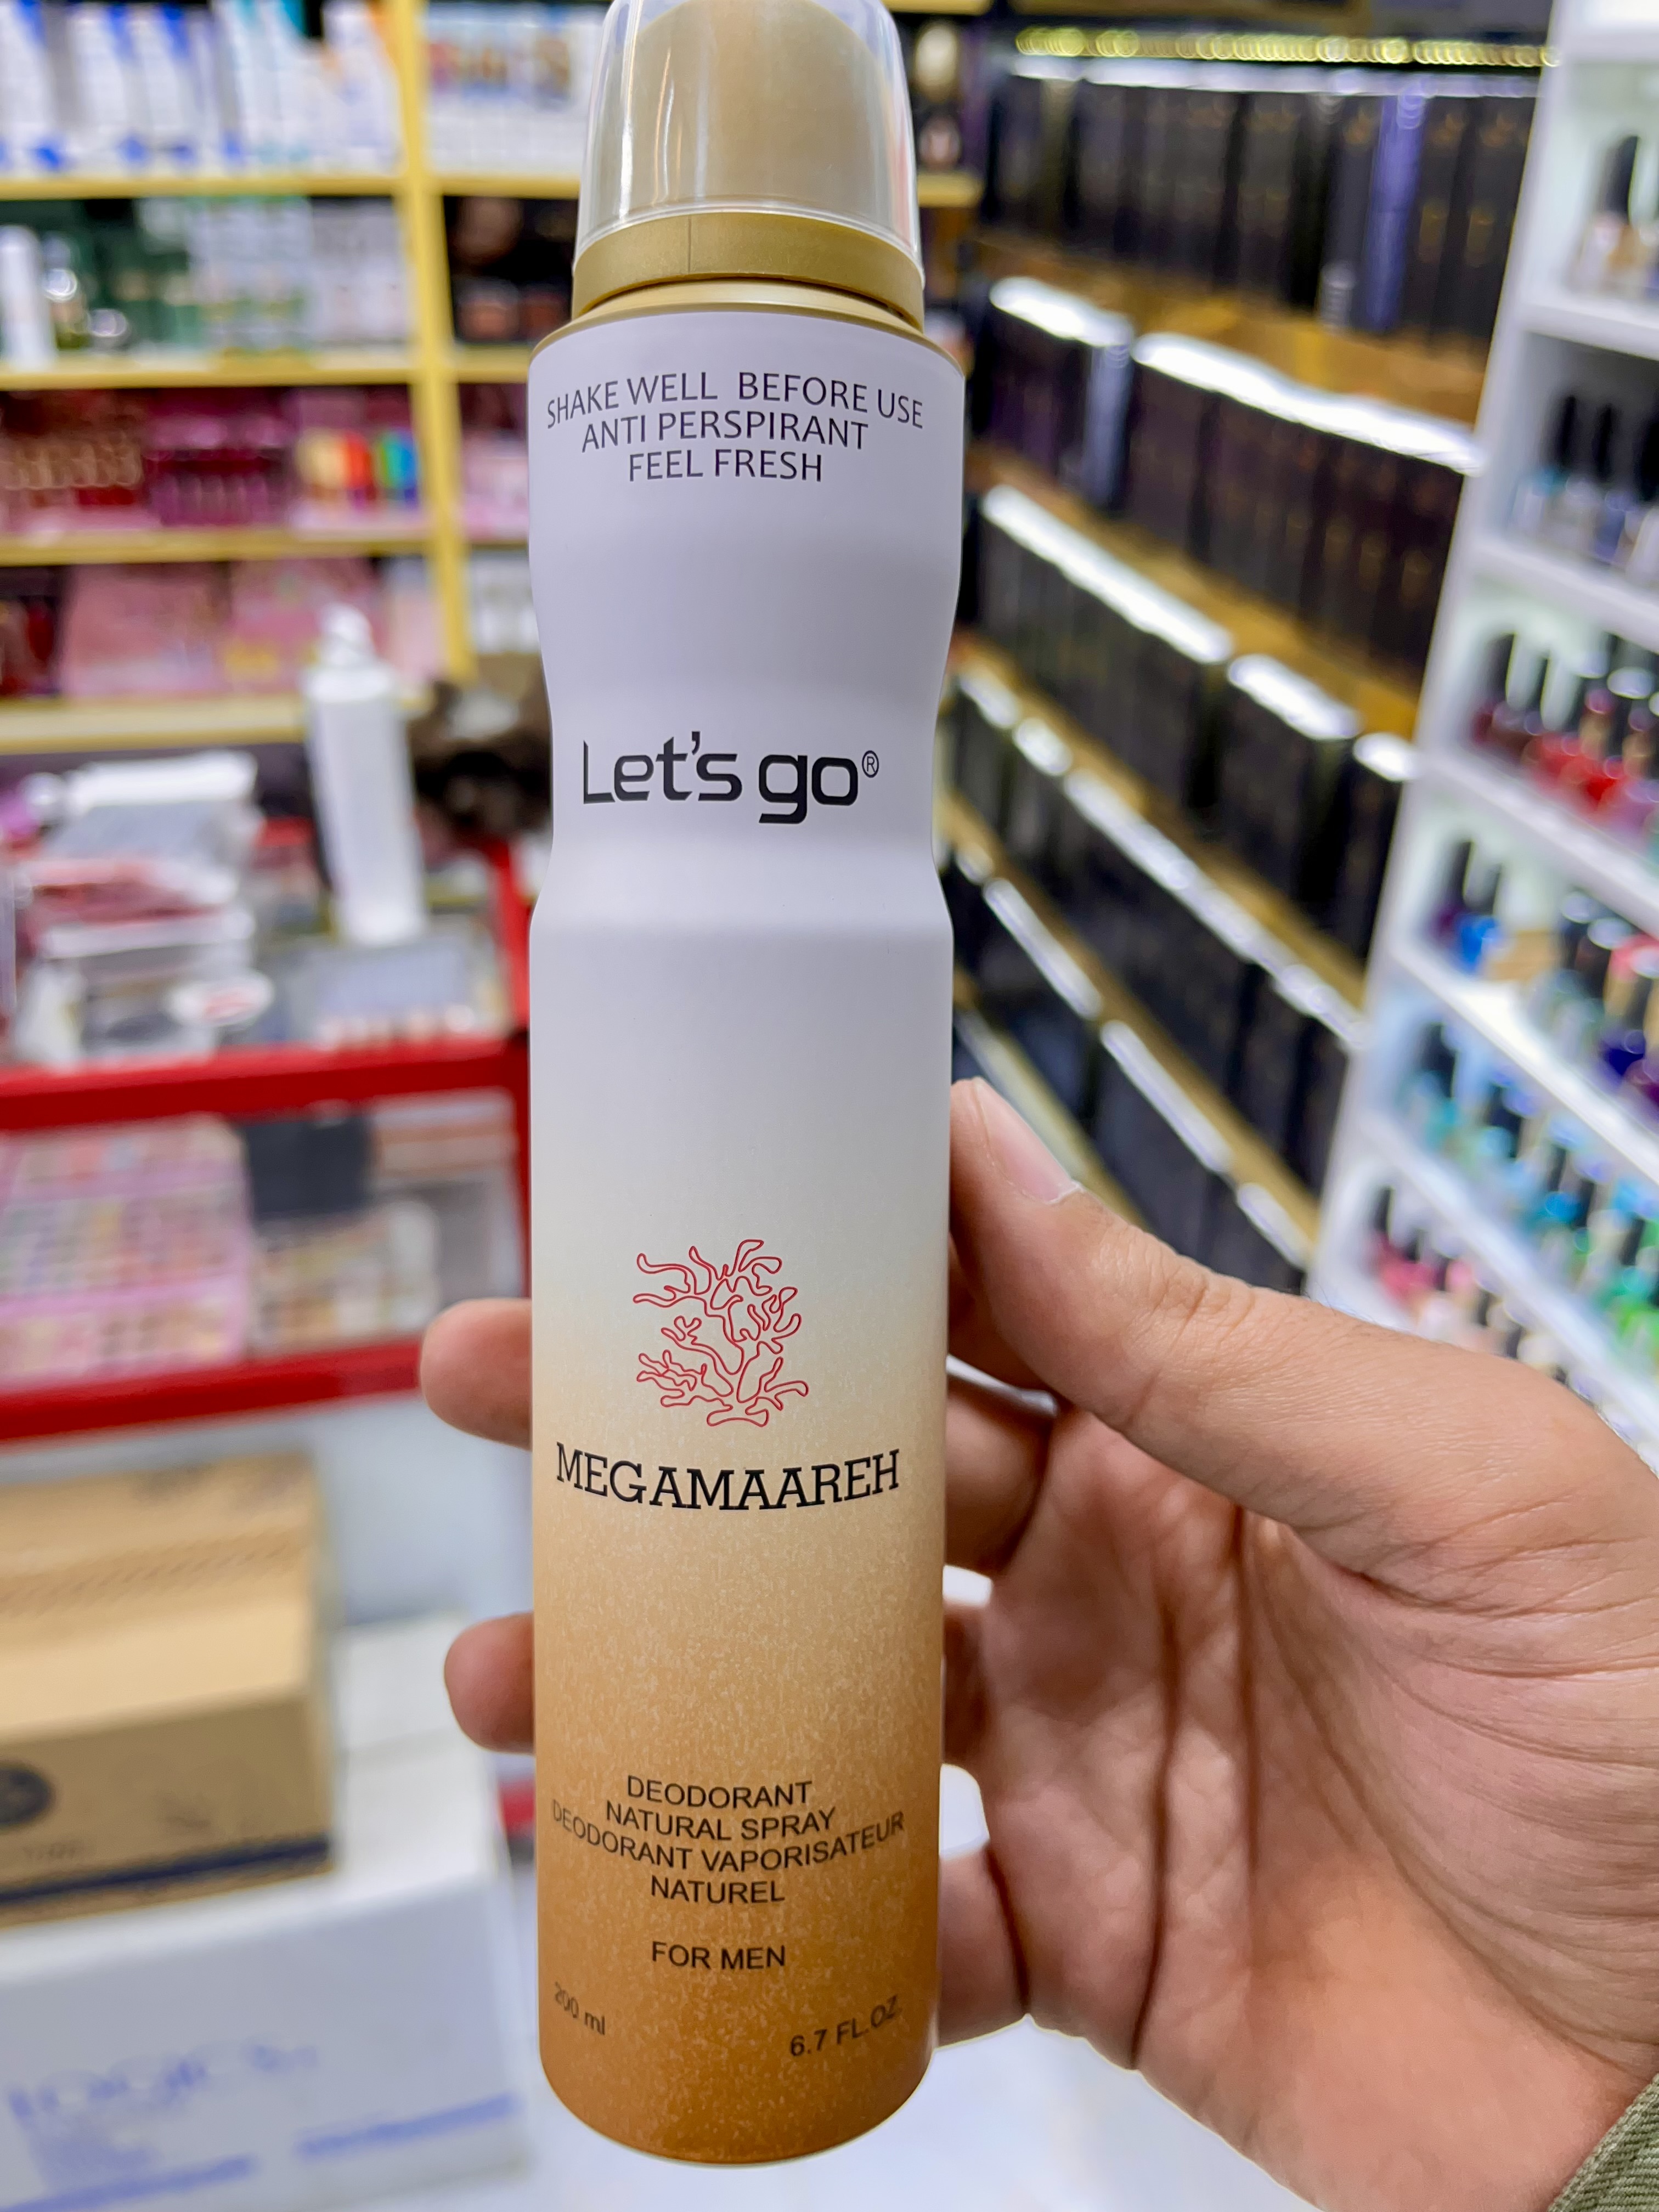 SHAKE WELL BEFORE USE
ANTI PERSPIRANT
FEEL FRESH
Let's go®
MEGAMAAREH
DEODORANT
NATURAL SPRAY
DEODORANT VAPORISATEUR
NATUREL
FOR MEN
200 ml
6.7 FL.OZ.